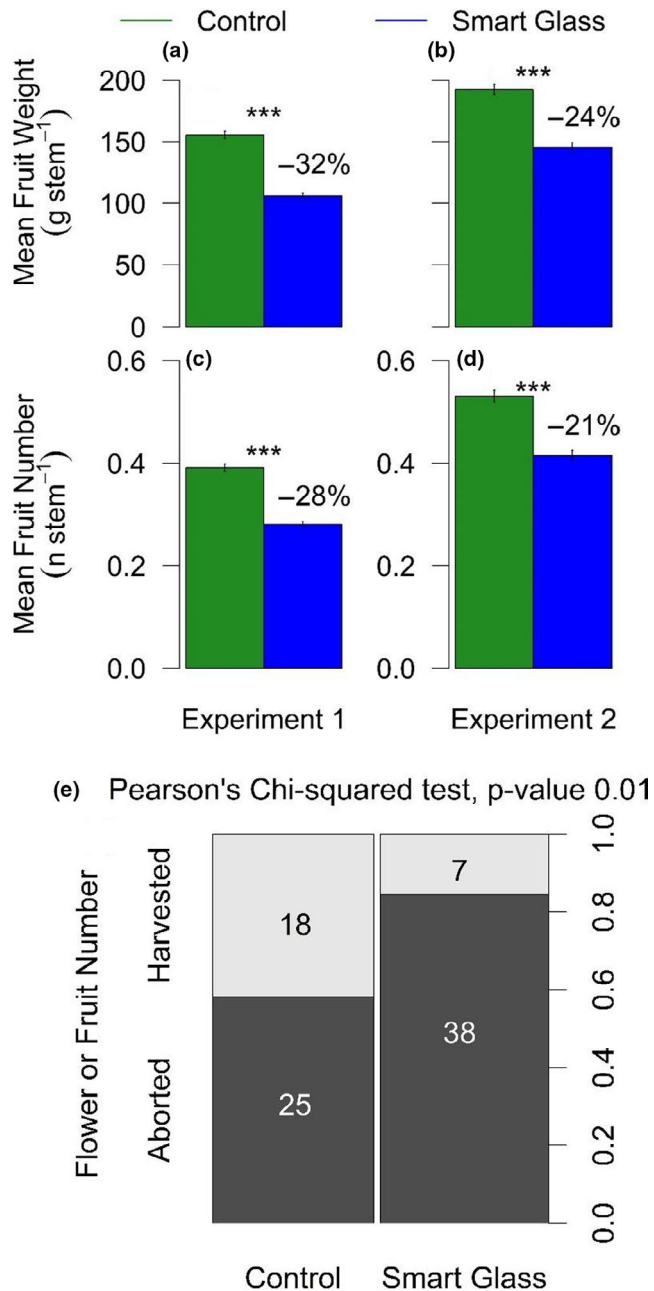 Control Smart Glass
(a) (b)
Mean Fruit Weight
(g stem⁻¹)
200
150
100
50
0
***
–32%
***
–24%
(c) (d)
Mean Fruit Number
(n stem⁻¹)
0.6
0.4
0.2
0.0
***
–28%
0.6
0.4
0.2
0.0
***
–21%
Experiment 1 Experiment 2
(e) Pearson's Chi-squared test, p-value 0.01
Flower or Fruit Number
Aborted Harvested
18
25
7
38
1.0
0.8
0.6
0.4
0.2
0.0
Control Smart Glass